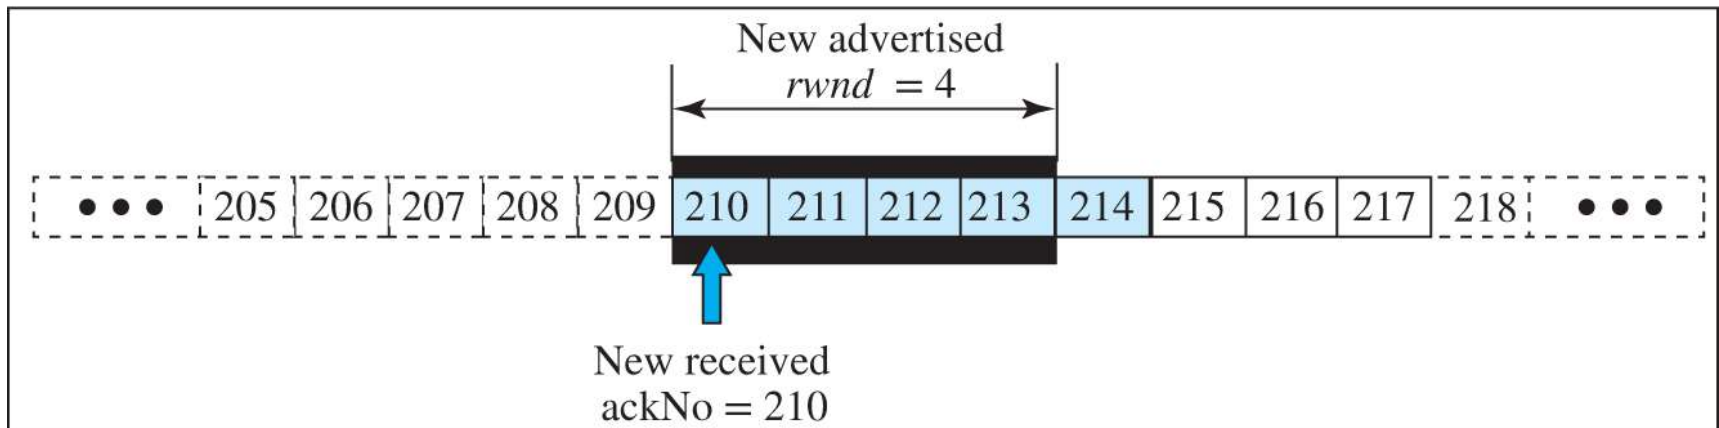 New advertised
rwnd = 4
• • • 205 206 207 208 209 210 211 212 213 214 215 216 217 218 • • •
New received
ackNo = 210